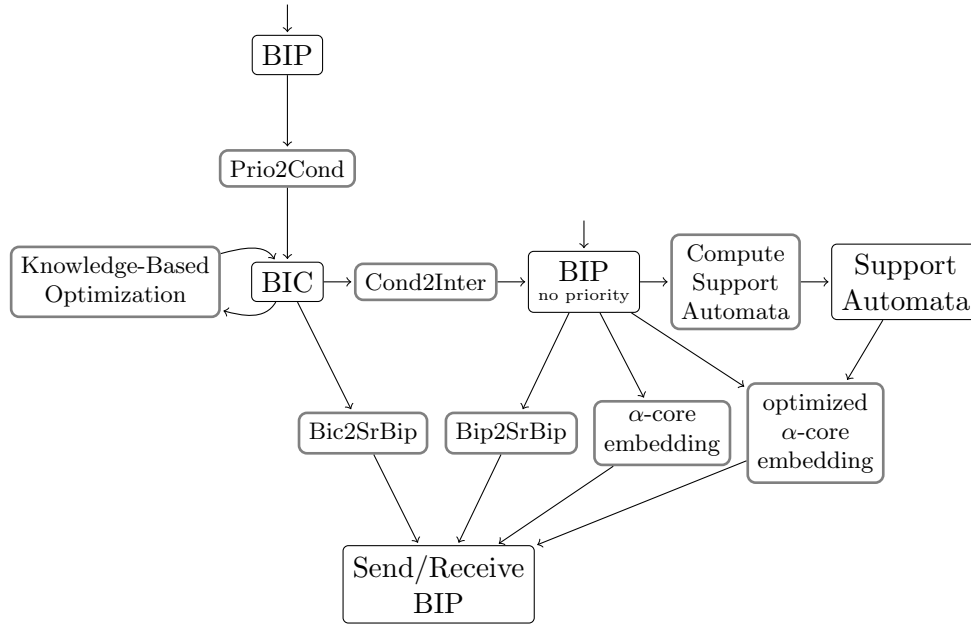 BIP
Prio2Cond
Knowledge-Based
Optimization
BIC
Cond2Inter
BIP
no priority
Compute
Support
Automata
Support
Automata
Bic2SrBip
Bip2SrBip
α-core
embedding
optimized
α-core
embedding
Send/Receive
BIP